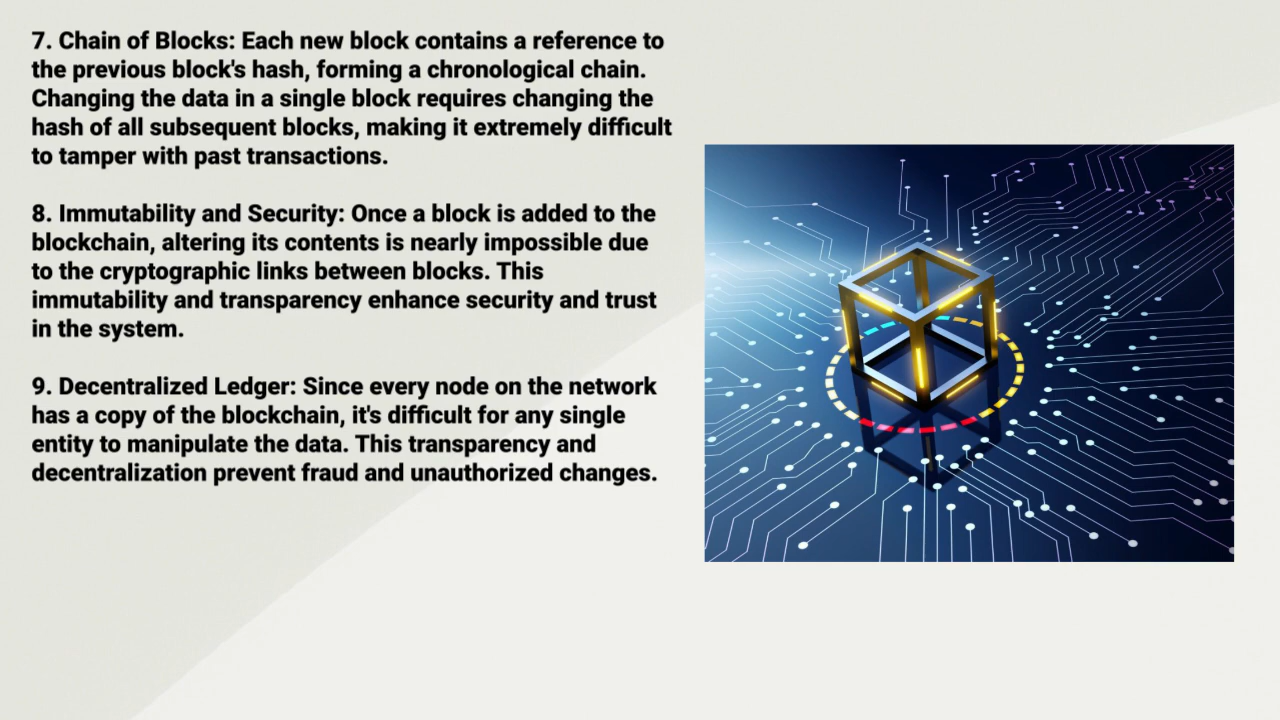 7. Chain of Blocks: Each new block contains a reference to
the previous block's hash, forming a chronological chain.
Changing the data in a single block requires changing the
hash of all subsequent blocks, making it extremely difficult
to tamper with past transactions.
8. Immutability and Security: Once a block is added to the
blockchain, altering its contents is nearly impossible due
to the cryptographic links between blocks. This
immutability and transparency enhance security and trust
in the system.
9. Decentralized Ledger: Since every node on the network
has a copy of the blockchain, it's difficult for any single
entity to manipulate the data. This transparency and
decentralization prevent fraud and unauthorized changes.